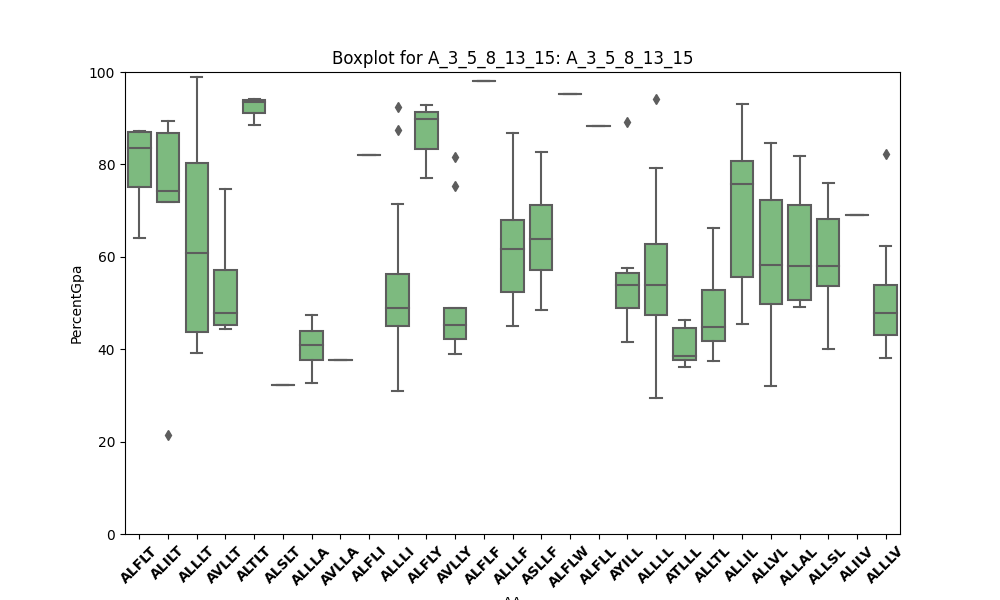 Boxplot for A_3_5_8_13_15: A_3_5_8_13_15
100
80
60
40
20
0
PercentGpa
ALFLT
ALILT
ALLLT
AVLLT
ALTLT
ALSLT
ALLLA
AVLLA
ALFLI
ALLLI
ALFLY
AVLLY
ALFLF
ALLLF
ASLLF
ALFLW
ALFLL
AYILL
ALLLL
ATLLL
ALLTL
ALLIL
ALLVL
ALLAL
ALLSL
ALILV
ALLLV